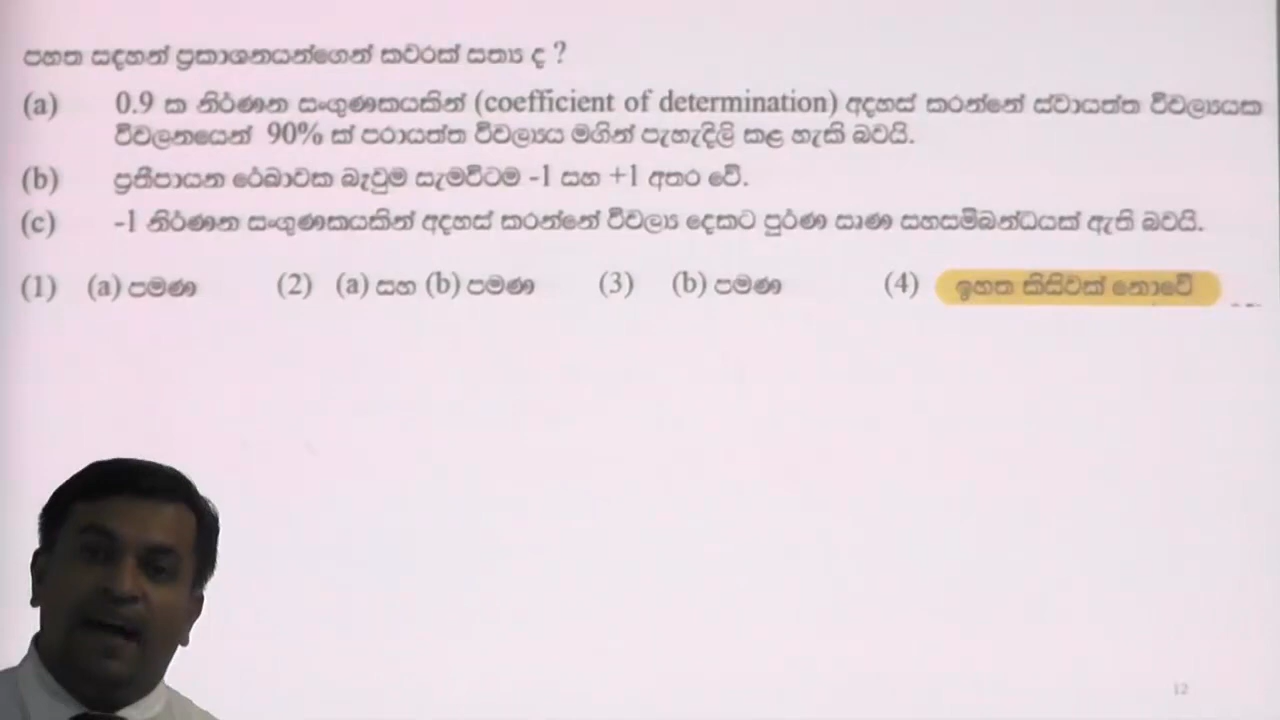 පහත සඳහන් ප්‍රකාශනයන්ගෙන් කවරක් සත්‍ය ද ?
(a) 0.9 ක නිර්ණන සංගුණකයකින් (coefficient of determination) අදහස් කරන්නේ ස්වායත්ත විචල්‍යයක
විචලනයෙන් 90% ක් පරායත්ත විචල්‍යය මගින් පැහැදිලි කළ හැකි බවයි.
(b) ප්‍රතීපායන රේඛාවක බෑවුම සැමවිටම -1 සහ +1 අතර වේ.
(c) -1 නිර්ණන සංගුණකයකින් අදහස් කරන්නේ විචල්‍ය දෙකට පූර්ණ ඍණ සහසම්බන්ධයක් ඇති බවයි.
(1) (a) පමණ (2) (a) සහ (b) පමණ (3) (b) පමණ (4) ඉහත කිසිවක් නොවේ
12